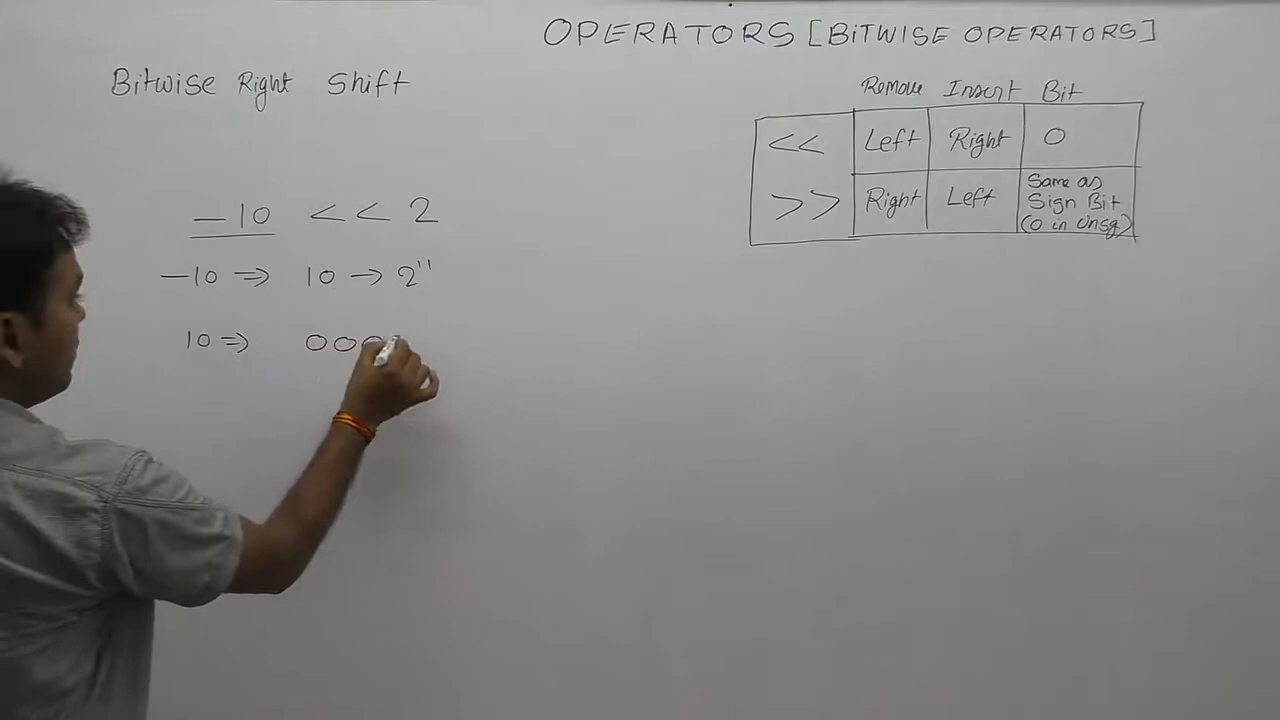 OPERATORS [BITWISE OPERATORS]
Bitwise Right Shift
Remove Insert Bit
<< Left Right 0
>> Right Left Same as Sign Bit (0 in Unsg)
-10 << 2
-10 => 10 -> 2"
10 => 000